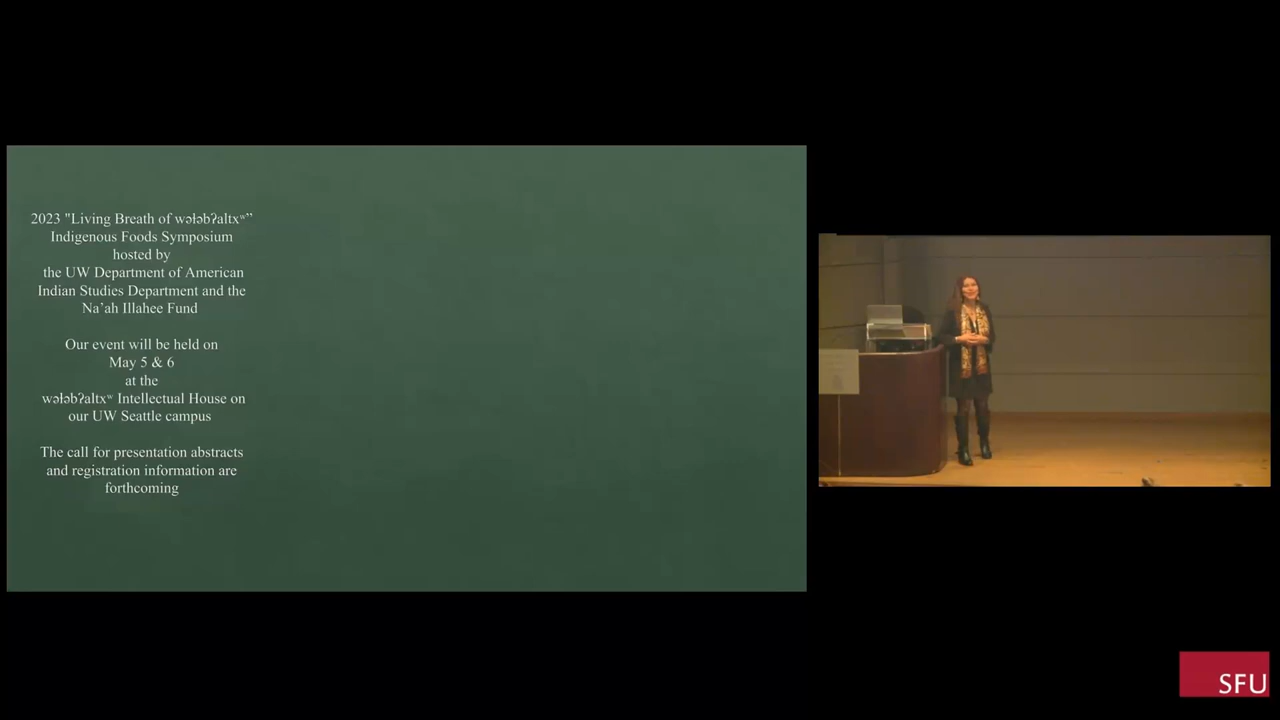 2023 "Living Breath of wəɬəbʔaltxʷ”
Indigenous Foods Symposium
hosted by
the UW Department of American
Indian Studies Department and the
Na’ah Illahee Fund
Our event will be held on
May 5 & 6
at the
wəɬəbʔaltxʷ Intellectual House on
our UW Seattle campus
The call for presentation abstracts
and registration information are
forthcoming
SFU